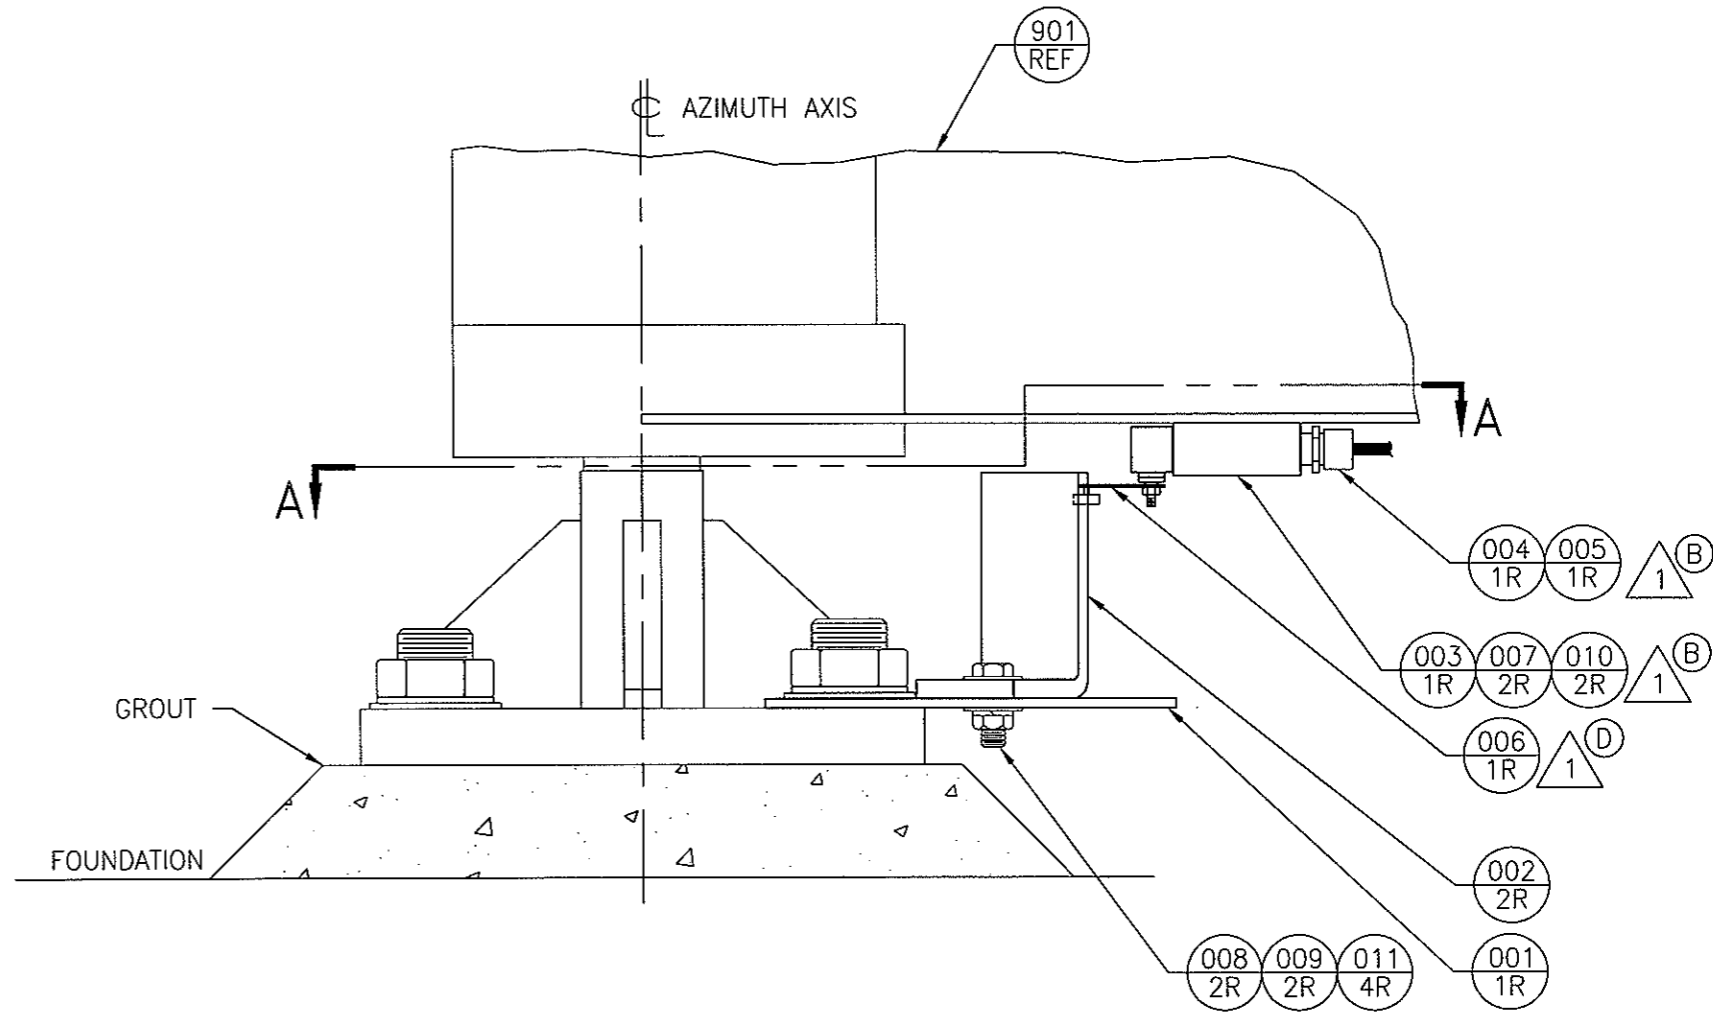 901
REF
℄ AZIMUTH AXIS
A
A
004 005
1R 1R
1 B
003 007 010
1R 2R 2R
1 B
GROUT
006
1R
1 D
FOUNDATION
002
2R
008 009 011
2R 2R 4R
001
1R